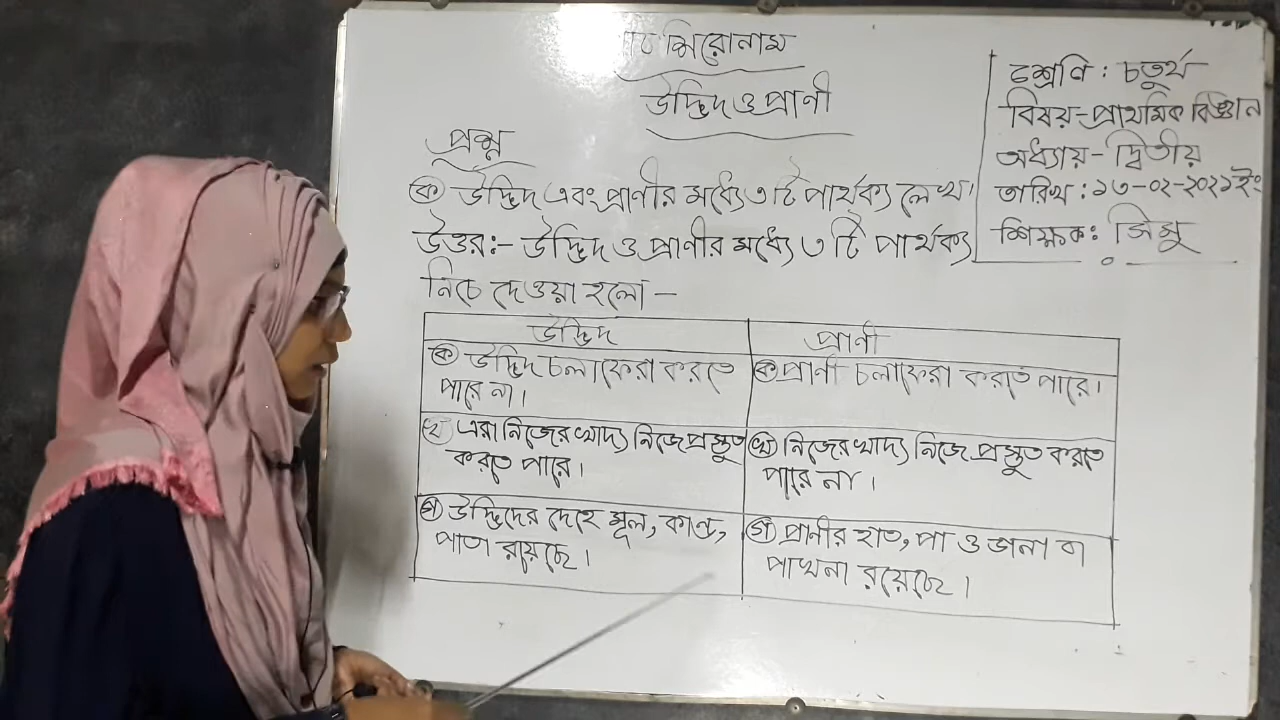 শিরোনাম
উদ্ভিদ ও প্রাণী
শ্রেণি : চতুর্থ
বিষয়-প্রাথমিক বিজ্ঞান
অধ্যায়- দ্বিতীয়
তারিখ : ১৩-০২-২০২১ইং
শিক্ষক:
প্রশ্ন
ক উদ্ভিদ এবং প্রাণীর মধ্যে ৩টি পার্থক্য লেখ।
উত্তর:- উদ্ভিদ ও প্রাণীর মধ্যে ৩টি পার্থক্য
নিচে দেওয়া হলো –
উদ্ভিদ
প্রাণী
ক উদ্ভিদ চলাফেরা করতে
পারে না।
ক প্রাণী চলাফেরা করতে পারে।
খ এরা নিজের খাদ্য নিজে প্রস্তুত
করতে পারে।
খ নিজের খাদ্য নিজে প্রস্তুত করতে
পারে না।
গ উদ্ভিদের দেহে মূল, কান্ড,
পাতা রয়েছে।
গ প্রাণীর হাত, পা ও ডানা বা
পাখনা রয়েছে।